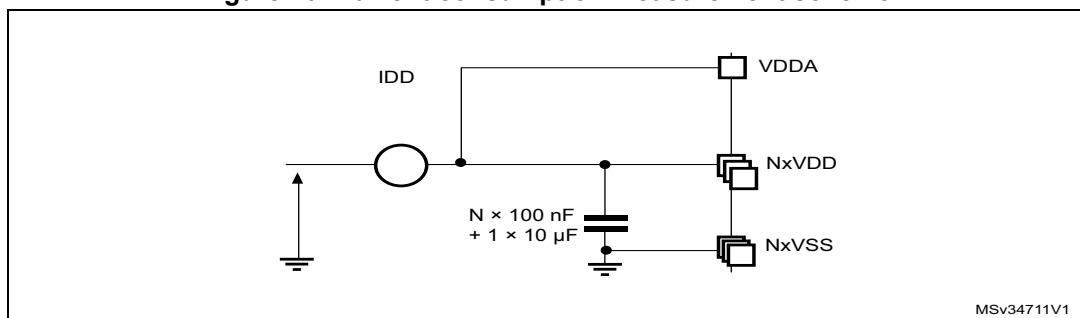 IDD
VDDA
NxVDD
N × 100 nF
+ 1 × 10 µF
NxVSS
MSv34711V1